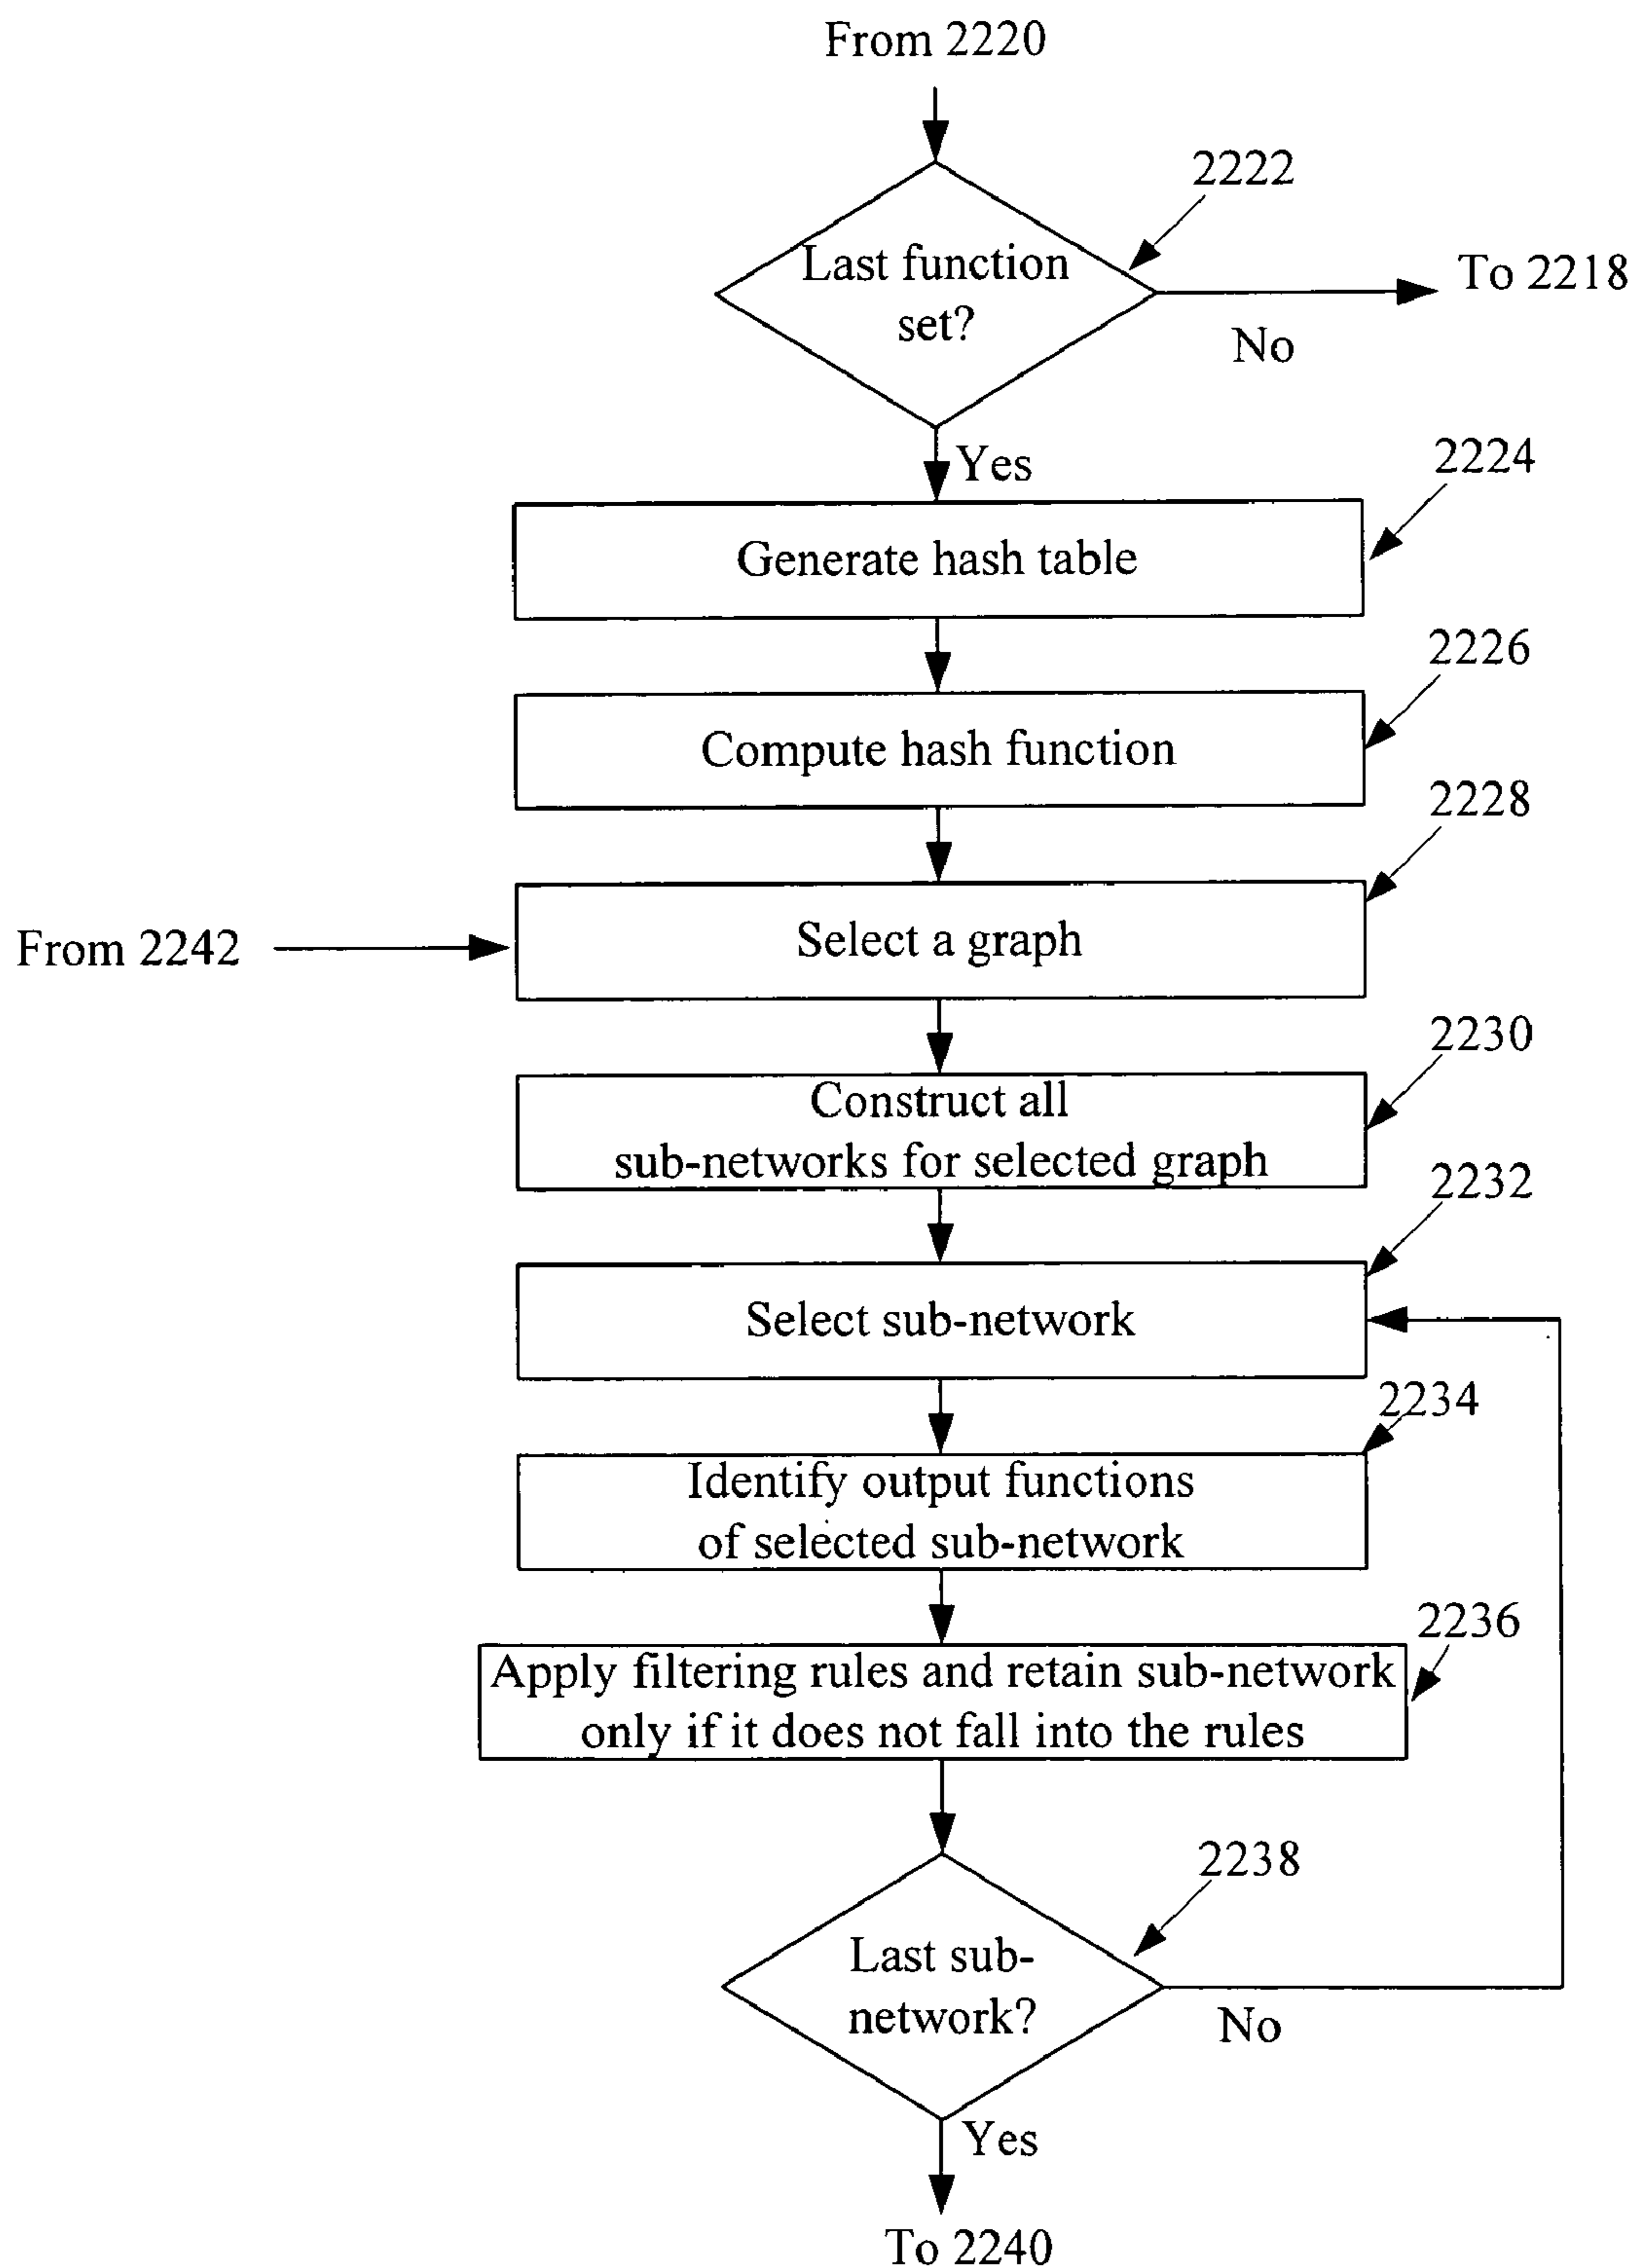 From 2220
2222
Last function
set?
To 2218
No
Yes
2224
Generate hash table
2226
Compute hash function
2228
From 2242
Select a graph
2230
Construct all
sub-networks for selected graph
2232
Select sub-network
2234
Identify output functions
of selected sub-network
2236
Apply filtering rules and retain sub-network
only if it does not fall into the rules
2238
Last sub-
network?
No
Yes
To 2240